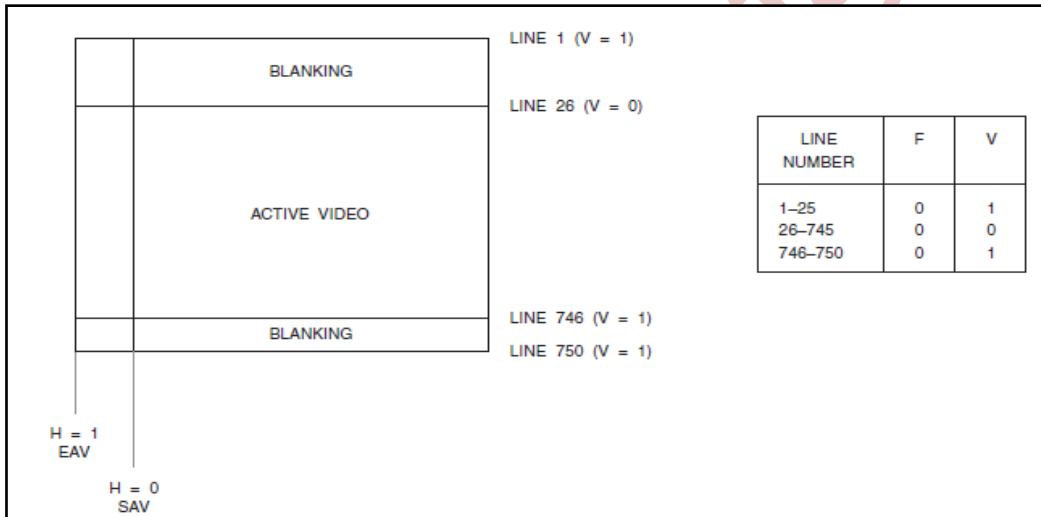 LINE 1 (V = 1)
BLANKING
LINE 26 (V = 0)
ACTIVE VIDEO
LINE 746 (V = 1)
BLANKING
LINE 750 (V = 1)
H = 1
EAV
H = 0
SAV
LINE NUMBER F V
1–25 0 1
26–745 0 0
746–750 0 1